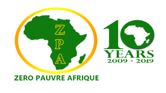 ZPA
ZERO PAUVRE AFRIQUE
10
YEARS
2009 - 2019